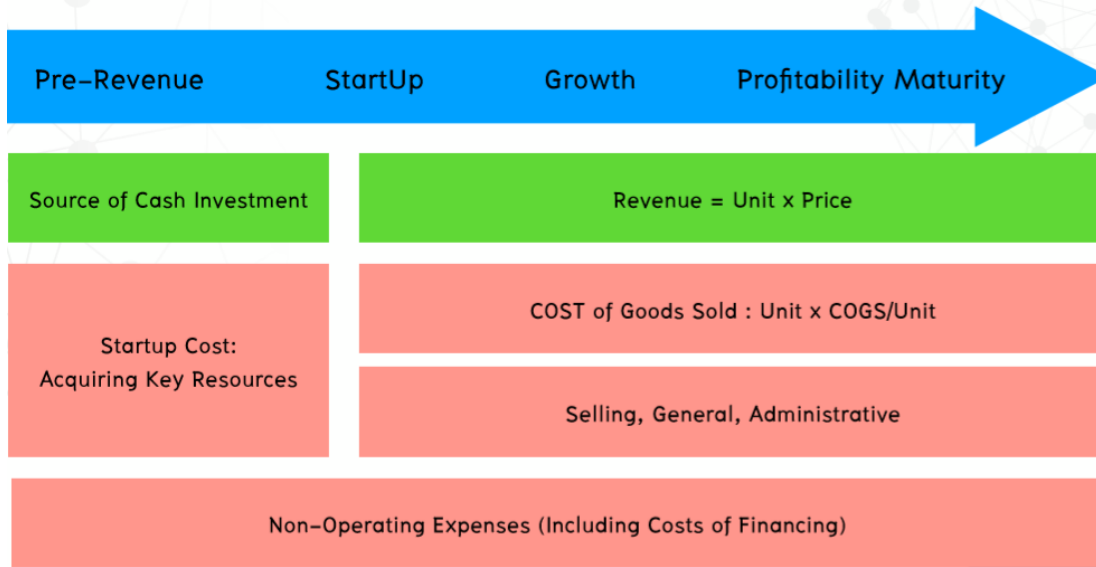 Pre-Revenue StartUp Growth Profitability Maturity
Source of Cash Investment
Revenue = Unit x Price
Startup Cost:
Acquiring Key Resources
COST of Goods Sold : Unit x COGS/Unit
Selling, General, Administrative
Non-Operating Expenses (Including Costs of Financing)